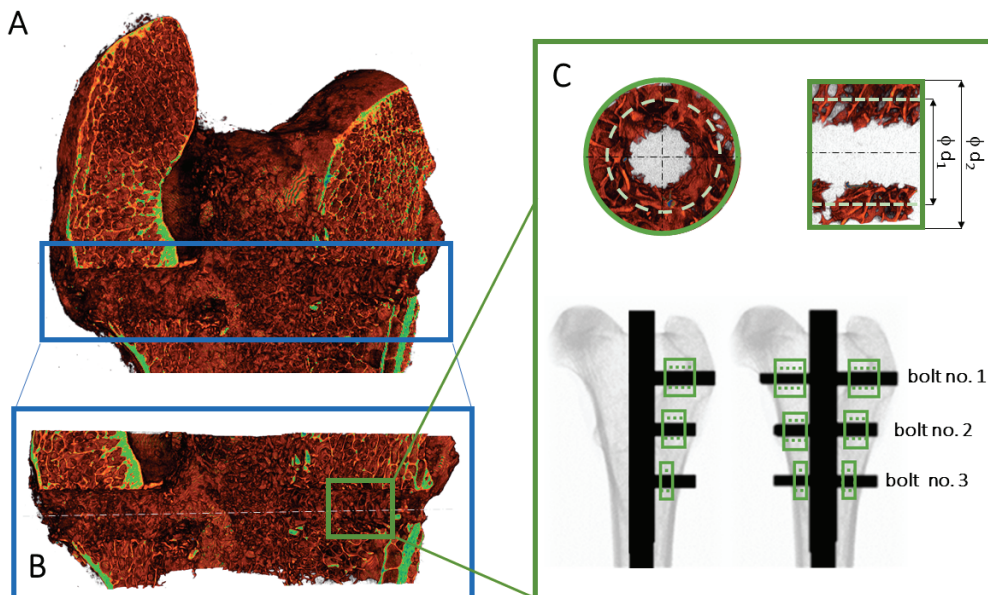 A
C
ϕ d₁
ϕ d₂
bolt no. 1
bolt no. 2
bolt no. 3
B